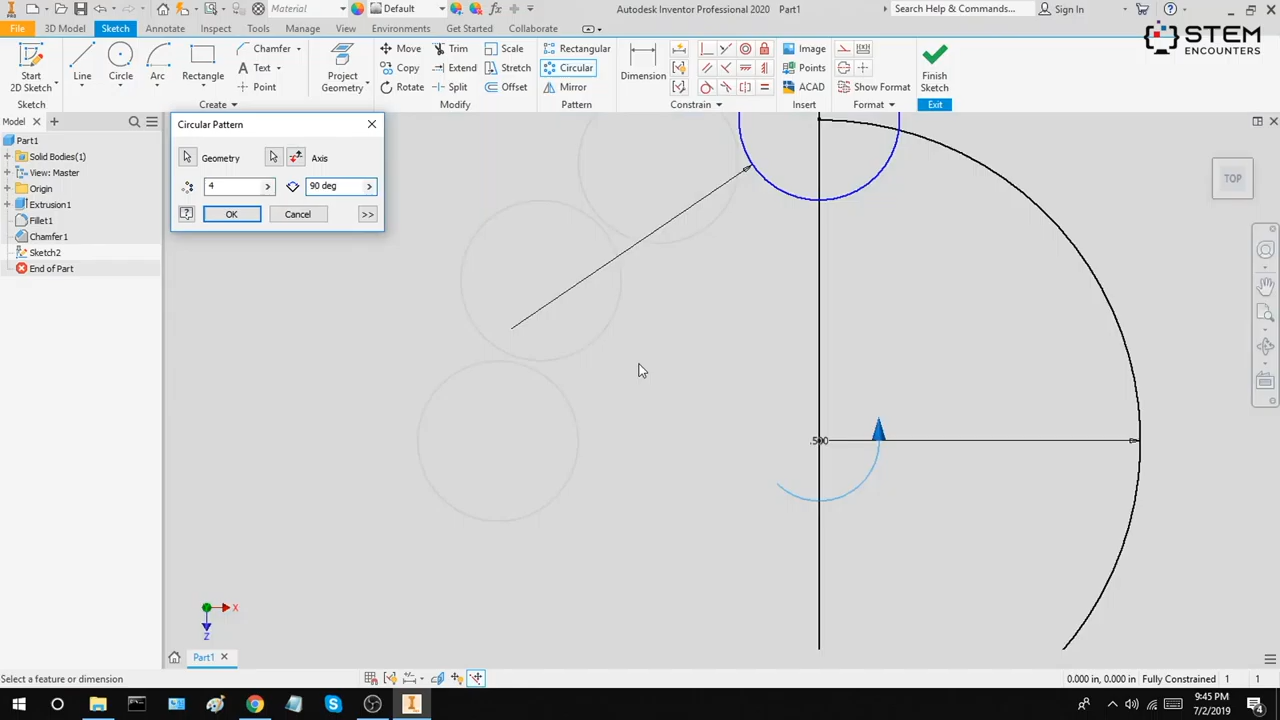 Material
Default
Autodesk Inventor Professional 2020 Part1
Search Help & Commands...
Sign In
File
3D Model
Sketch
Annotate
Inspect
Tools
Manage
View
Environments
Get Started
Collaborate
STEM
ENCOUNTERS
Start
2D Sketch
Line
Circle
Arc
Rectangle
Chamfer
Text
Point
Project
Geometry
Move
Copy
Rotate
Trim
Extend
Split
Scale
Stretch
Offset
Rectangular
Circular
Mirror
Dimension
Image
Points
ACAD
Show Format
Finish
Sketch
Sketch
Create
Modify
Pattern
Constrain
Insert
Format
Exit
Model
Part1
Solid Bodies(1)
View: Master
Origin
Extrusion1
Fillet1
Chamfer1
Sketch2
End of Part
Circular Pattern
Geometry
Axis
4
90 deg
OK
Cancel
>>
TOP
.500
X
Z
Part1
Select a feature or dimension
0.000 in, 0.000 in Fully Constrained 1 1
9:45 PM
7/2/2019
4